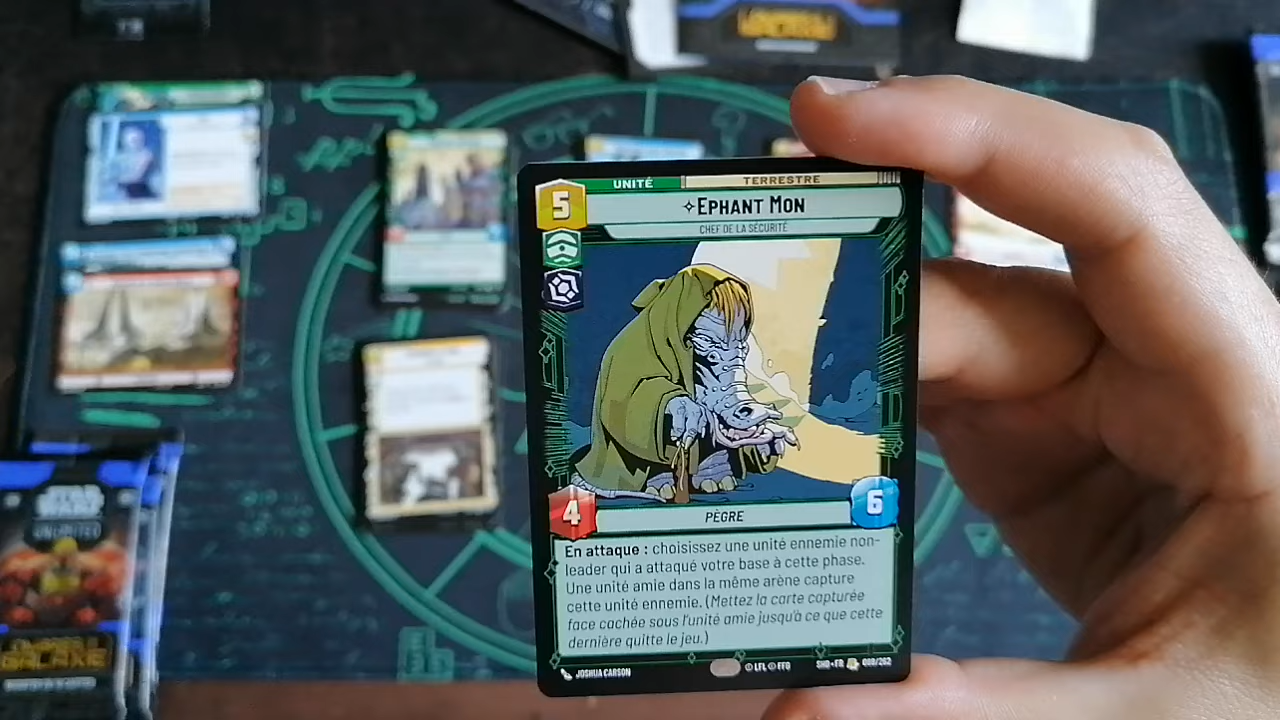 UNITÉ
TERRESTRE
5
✧EPHANT MON
CHEF DE LA SÉCURITÉ
4
PÈGRE
6
En attaque : choisissez une unité ennemie non-
leader qui a attaqué votre base à cette phase.
Une unité amie dans la même arène capture
cette unité ennemie. (Mettez la carte capturée
face cachée sous l'unité amie jusqu'à ce que cette
dernière quitte le jeu.)
JOSHUA CARSON
© LFL © FFG
SHD • FR
STAR
WARS
UNLIMITED
GALAXIE